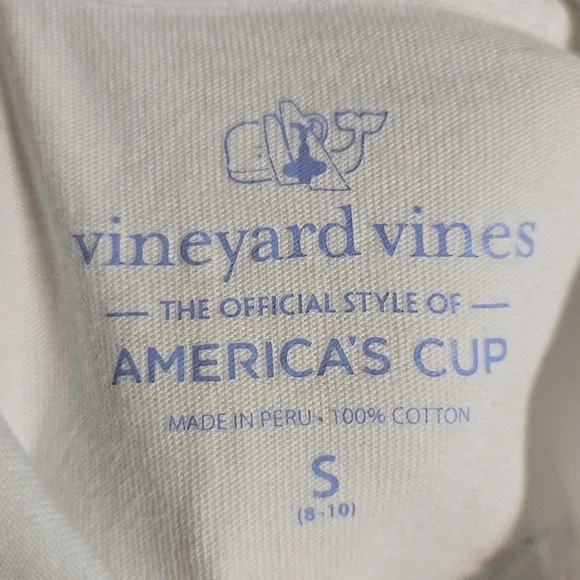 vineyard vines
— THE OFFICIAL STYLE OF —
AMERICA'S CUP
MADE IN PERU • 100% COTTON
S
(8-10)